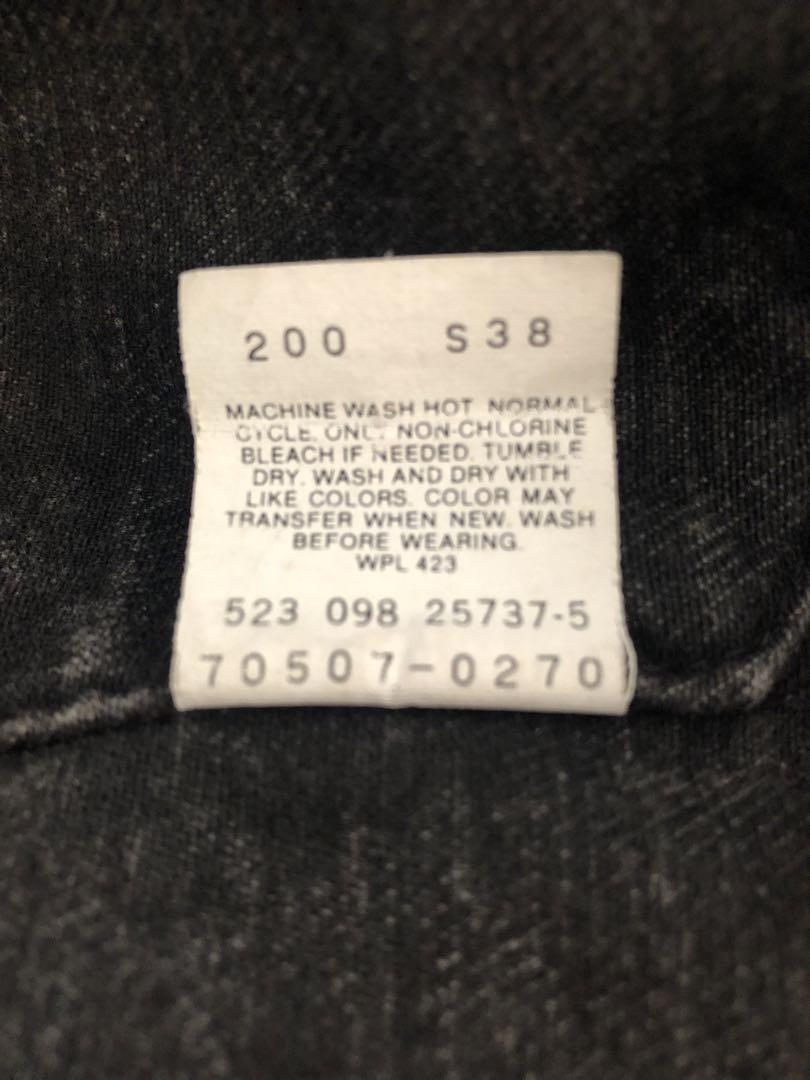 200 S38
MACHINE WASH HOT NORMAL
CYCLE. ONLY NON-CHLORINE
BLEACH IF NEEDED. TUMBLE
DRY. WASH AND DRY WITH
LIKE COLORS. COLOR MAY
TRANSFER WHEN NEW. WASH
BEFORE WEARING.
WPL 423
523 098 25737-5
70507-0270